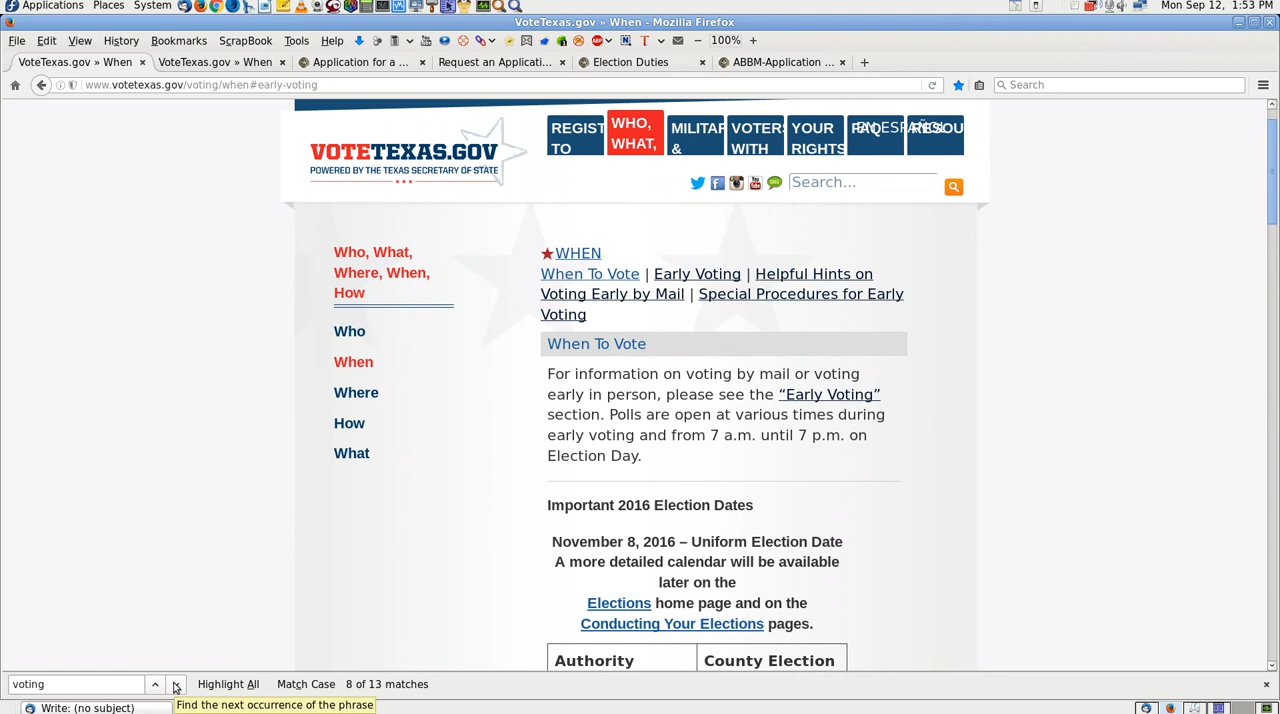 Applications Places System Mon Sep 12, 1:53 PM
VoteTexas.gov » When - Mozilla Firefox
File Edit View History Bookmarks ScrapBook Tools Help 100%
VoteTexas.gov » When VoteTexas.gov » When Application for a ... Request an Applicati... Election Duties ABBM-Application ...
www.votetexas.gov/voting/when#early-voting Search
REGIST TO
WHO, WHAT,
MILITAR &
VOTERS WITH
YOUR RIGHTS
FAQ
EN ESPAÑOL
RESOU
VOTETEXAS.GOV
POWERED BY THE TEXAS SECRETARY OF STATE
Search...
Who, What,
Where, When,
How
Who
When
Where
How
What
WHEN
When To Vote | Early Voting | Helpful Hints on
Voting Early by Mail | Special Procedures for Early
Voting
When To Vote
For information on voting by mail or voting
early in person, please see the “Early Voting”
section. Polls are open at various times during
early voting and from 7 a.m. until 7 p.m. on
Election Day.
Important 2016 Election Dates
November 8, 2016 – Uniform Election Date
A more detailed calendar will be available
later on the
Elections home page and on the
Conducting Your Elections pages.
Authority County Election
voting Highlight All Match Case 8 of 13 matches
Find the next occurrence of the phrase
Write: (no subject)